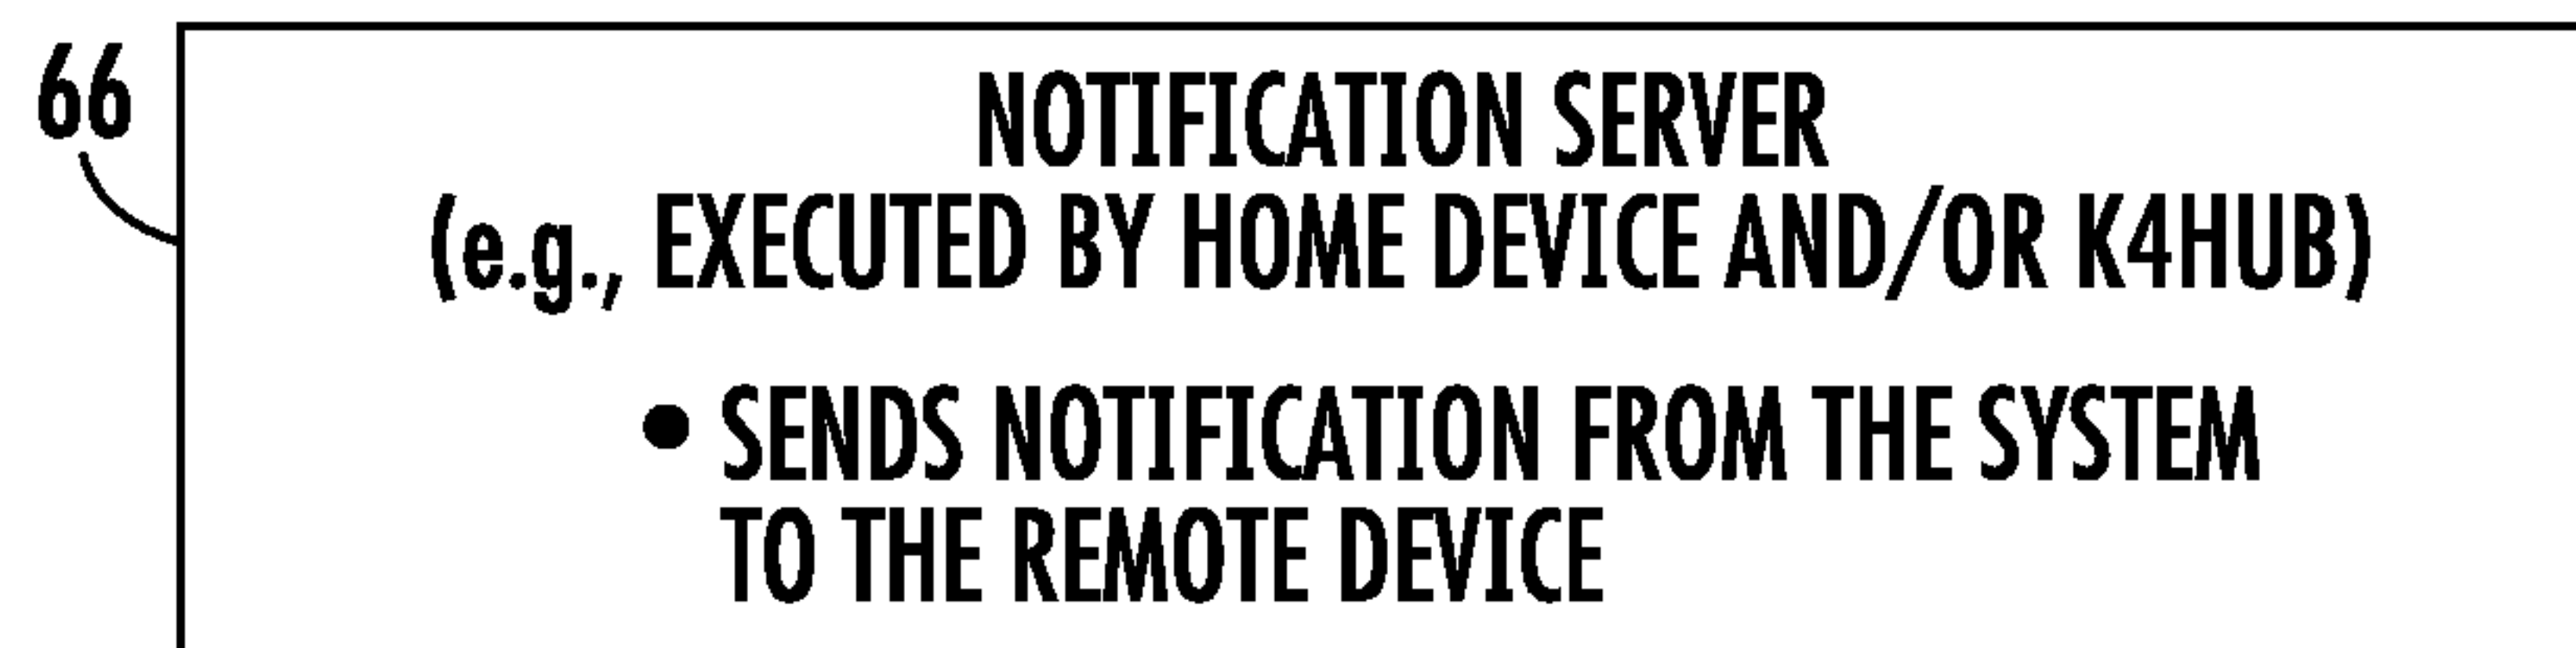 66
NOTIFICATION SERVER
(e.g., EXECUTED BY HOME DEVICE AND/OR K4HUB)
● SENDS NOTIFICATION FROM THE SYSTEM
TO THE REMOTE DEVICE